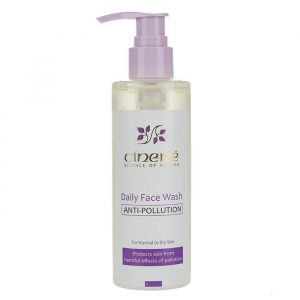 cinerē
SCIENCE OF NATURE
Daily Face Wash
ANTI-POLLUTION
For Normal to Dry Skin
Protects skin from
harmful effects of pollution